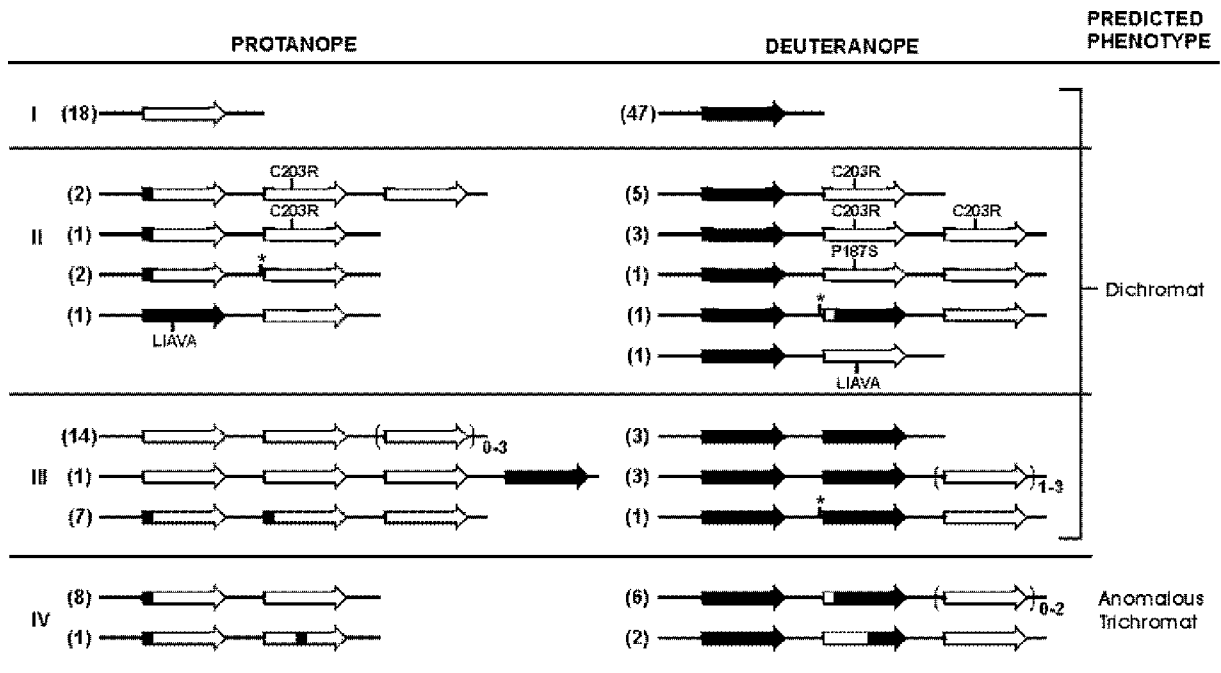 PROTANOPE DEUTERANOPE PREDICTED PHENOTYPE
I (18) (47)
C203R C203R
(2) (5)
C203R C203R C203R
II (1) (3)
* P187S
(2) (1)
*
(1) (1)
LIAVA
(1)
LIAVA
Dichromat
(14) ( ) 0-3 (3)
III (1) (3) ( ) 1-3
*
(7) (1)
(8) (6) ( ) 0-2
IV
(1) (2)
Anomalous
Trichromat